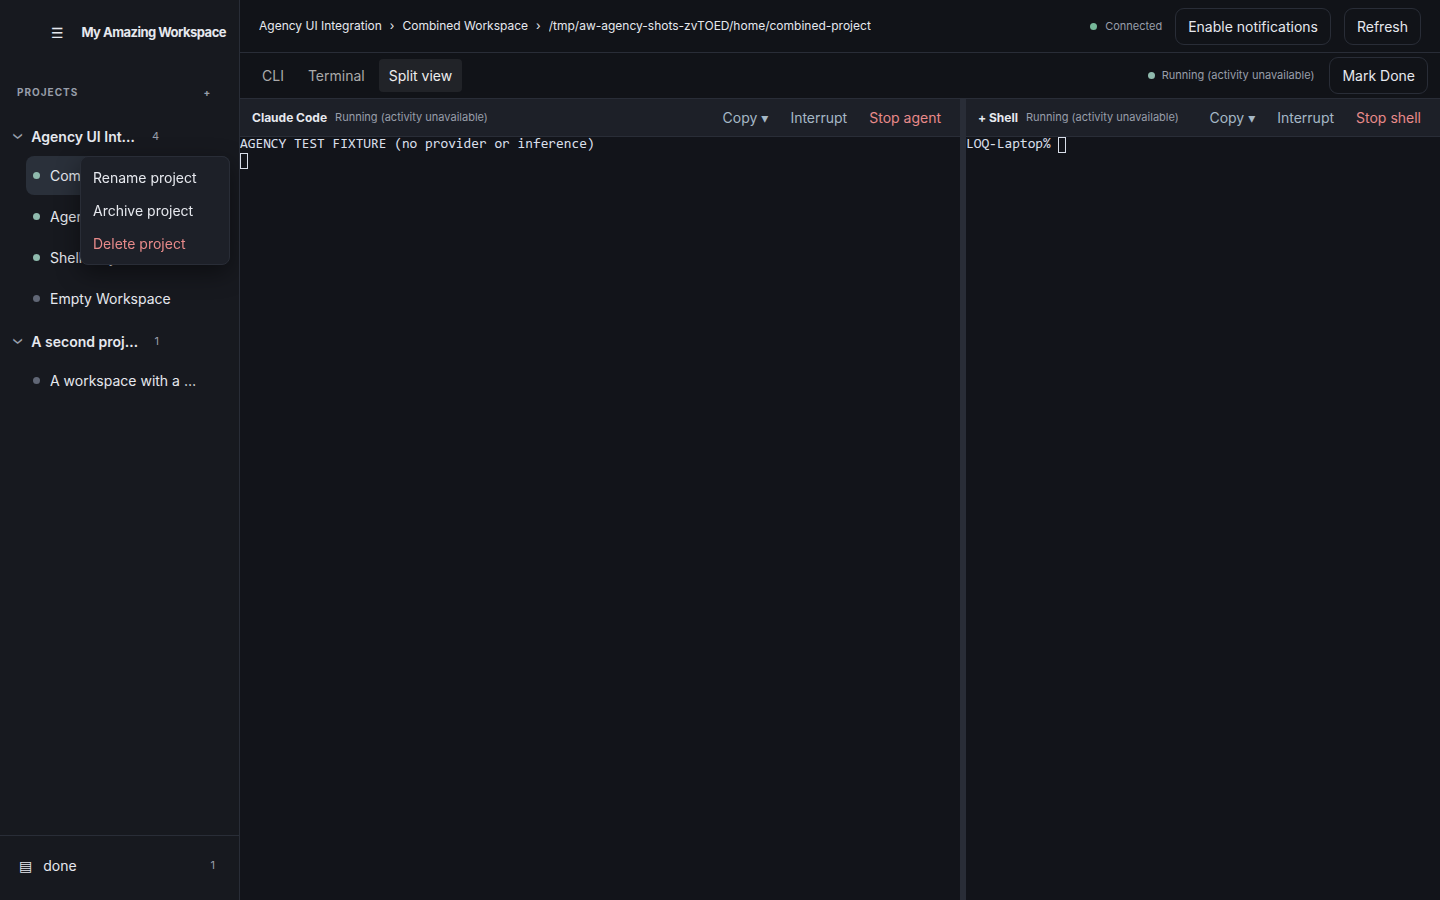 ☰ My Amazing Workspace
Agency UI Integration › Combined Workspace › /tmp/aw-agency-shots-zvTOED/home/combined-project
Connected
Enable notifications
Refresh
CLI
Terminal
Split view
Running (activity unavailable)
Mark Done
PROJECTS +
Agency UI Int... 4
Com
Agen
Shell
Empty Workspace
A second proj... 1
A workspace with a ...
Rename project
Archive project
Delete project
Claude Code Running (activity unavailable) Copy ▾ Interrupt Stop agent
AGENCY TEST FIXTURE (no provider or inference)
+ Shell Running (activity unavailable) Copy ▾ Interrupt Stop shell
LOQ-Laptop%
done 1